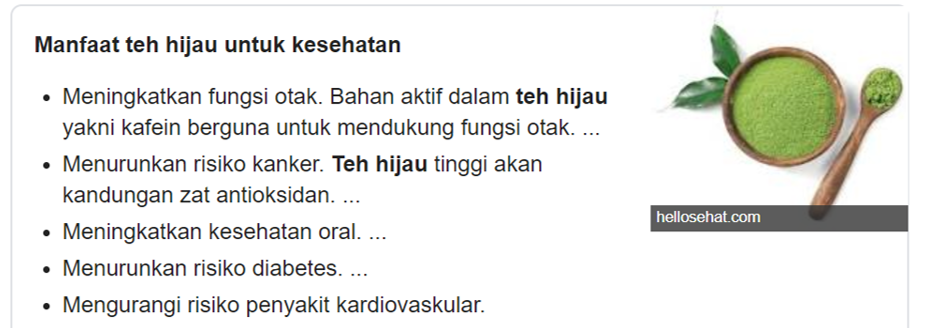 Manfaat teh hijau untuk kesehatan
• Meningkatkan fungsi otak. Bahan aktif dalam teh hijau
yakni kafein berguna untuk mendukung fungsi otak. ...
• Menurunkan risiko kanker. Teh hijau tinggi akan
kandungan zat antioksidan. ...
• Meningkatkan kesehatan oral. ...
• Menurunkan risiko diabetes. ...
• Mengurangi risiko penyakit kardiovaskular.
hellosehat.com